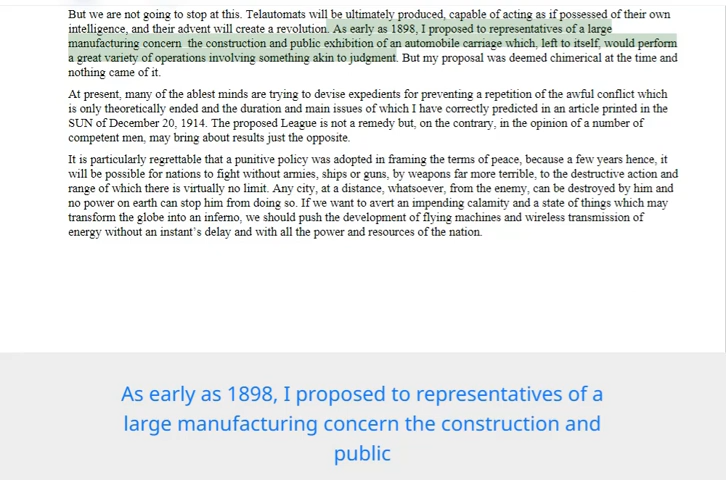 But we are not going to stop at this. Telautomats will be ultimately produced, capable of acting as if possessed of their own
intelligence, and their advent will create a revolution. As early as 1898, I proposed to representatives of a large
manufacturing concern the construction and public exhibition of an automobile carriage which, left to itself, would perform
a great variety of operations involving something akin to judgment. But my proposal was deemed chimerical at the time and
nothing came of it.
At present, many of the ablest minds are trying to devise expedients for preventing a repetition of the awful conflict which
is only theoretically ended and the duration and main issues of which I have correctly predicted in an article printed in the
SUN of December 20, 1914. The proposed League is not a remedy but, on the contrary, in the opinion of a number of
competent men, may bring about results just the opposite.
It is particularly regrettable that a punitive policy was adopted in framing the terms of peace, because a few years hence, it
will be possible for nations to fight without armies, ships or guns, by weapons far more terrible, to the destructive action and
range of which there is virtually no limit. Any city, at a distance, whatsoever, from the enemy, can be destroyed by him and
no power on earth can stop him from doing so. If we want to avert an impending calamity and a state of things which may
transform the globe into an inferno, we should push the development of flying machines and wireless transmission of
energy without an instant's delay and with all the power and resources of the nation.
As early as 1898, I proposed to representatives of a
large manufacturing concern the construction and
public